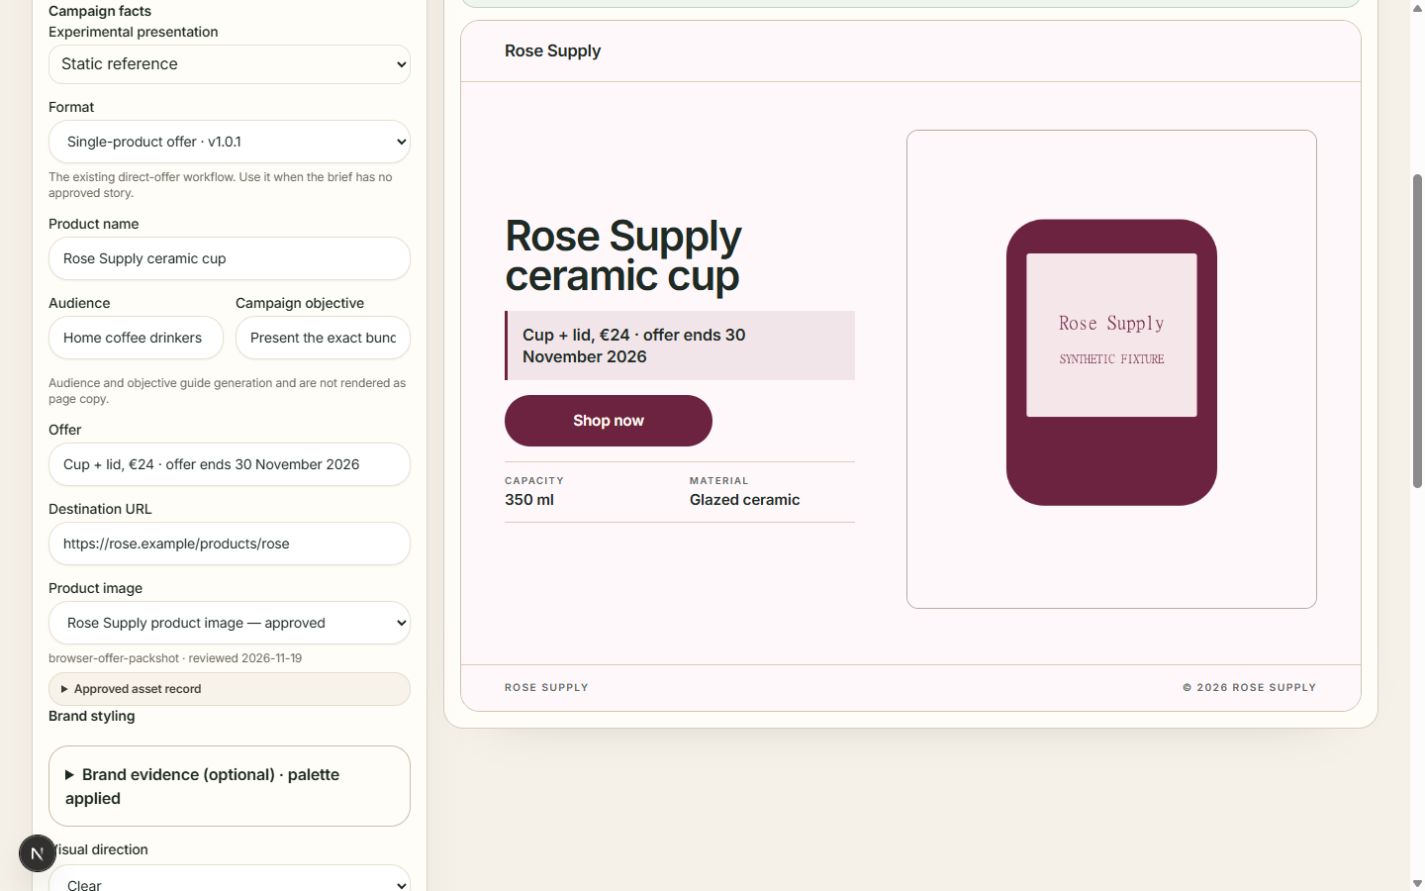 Campaign facts
Experimental presentation
Static reference
Format
Single-product offer · v1.0.1
The existing direct-offer workflow. Use it when the brief has no
approved story.
Product name
Rose Supply ceramic cup
Audience
Campaign objective
Home coffee drinkers
Present the exact bunc
Audience and objective guide generation and are not rendered as
page copy.
Offer
Cup + lid, €24 · offer ends 30 November 2026
Destination URL
https://rose.example/products/rose
Product image
Rose Supply product image — approved
browser-offer-packshot · reviewed 2026-11-19
Approved asset record
Brand styling
Brand evidence (optional) · palette
applied
Visual direction
Clear
N
Rose Supply
Rose Supply
ceramic cup
Cup + lid, €24 · offer ends 30
November 2026
Shop now
CAPACITY
350 ml
MATERIAL
Glazed ceramic
Rose Supply
SYNTHETIC FIXTURE
ROSE SUPPLY
© 2026 ROSE SUPPLY